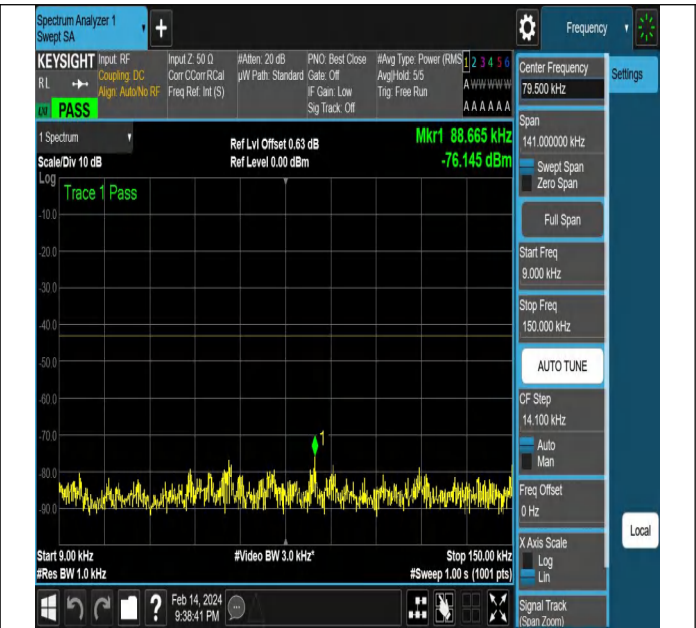 Spectrum Analyzer 1
Swept SA
+
Frequency
KEYSIGHT
RL
PASS
Input: RF
Coupling: DC
Align: Auto/No RF
Input Z: 50 Ω
Corr CCorr RCal
Freq Ref: Int (S)
#Atten: 20 dB
µW Path: Standard
PNO: Best Close
Gate: Off
IF Gain: Low
Sig Track: Off
#Avg Type: Power (RMS
Avg|Hold: 5/5
Trig: Free Run
1 2 3 4 5 6
A W W W W W
A A A A A A
1 Spectrum
Scale/Div 10 dB
Log
Ref Lvl Offset 0.63 dB
Ref Level 0.00 dBm
Mkr1 88.665 kHz
-76.145 dBm
Trace 1 Pass
-10.0
-20.0
-30.0
-40.0
-50.0
-60.0
-70.0
-80.0
-90.0
1
Start 9.00 kHz
#Res BW 1.0 kHz
#Video BW 3.0 kHz*
Stop 150.00 kHz
#Sweep 1.00 s (1001 pts)
?
Feb 14, 2024
9:38:41 PM
Center Frequency
79.500 kHz
Span
141.000000 kHz
Swept Span
Zero Span
Full Span
Start Freq
9.000 kHz
Stop Freq
150.000 kHz
AUTO TUNE
CF Step
14.100 kHz
Auto
Man
Freq Offset
0 Hz
X Axis Scale
Log
Lin
Signal Track
(Span Zoom)
Settings
Local